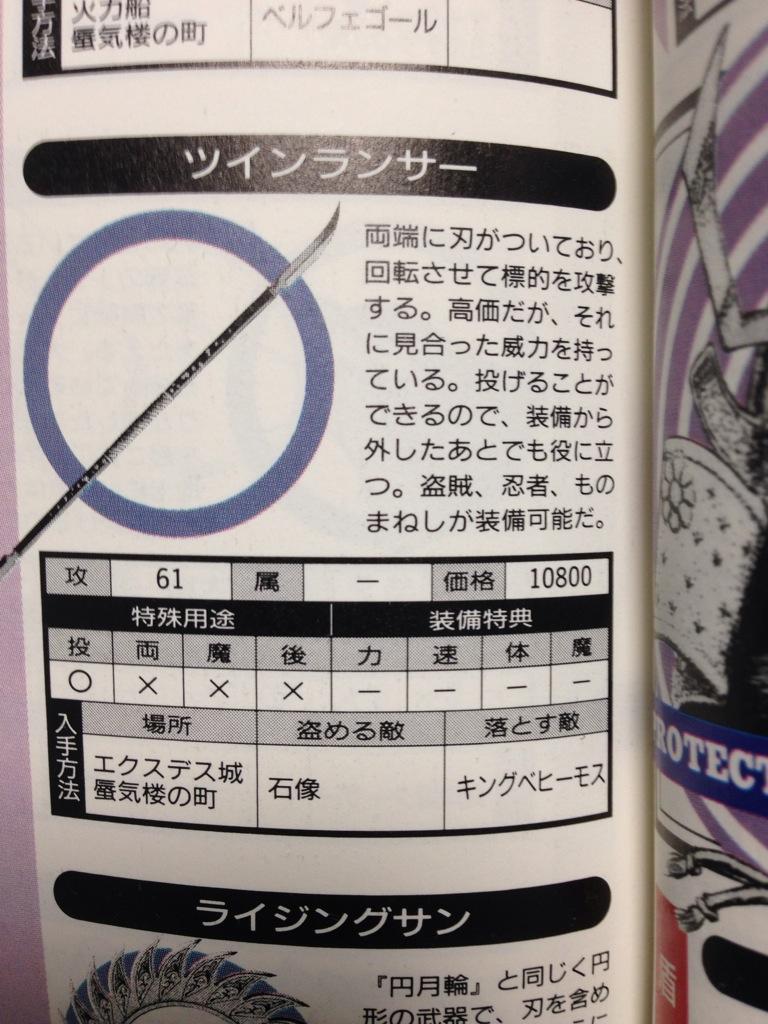 手方法
火力船
蜃気楼の町
ベルフェゴール
ツインランサー
両端に刃がついており、
回転させて標的を攻撃
する。高価だが、それ
に見合った威力を持っ
ている。投げることが
できるので、装備から
外したあとでも役に立
つ。盗賊、忍者、もの
まねしが装備可能だ。
攻 61 属 — 価格 10800
特殊用途 装備特典
投 両 魔 後 力 速 体 魔
○ × × × — — — —
入手方法
場所 盗める敵 落とす敵
エクスデス城
蜃気楼の町
石像
キングベヒーモス
ライジングサン
『円月輪』と同じく円
形の武器で、刃を含め
ROTECT